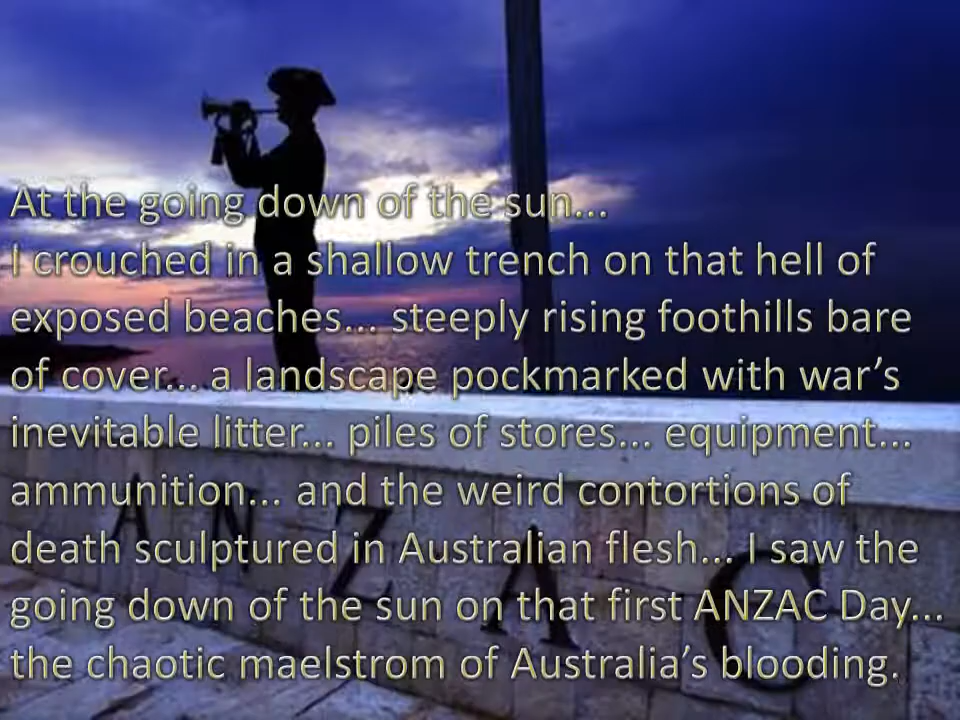 At the going down of the sun...
I crouched in a shallow trench on that hell of
exposed beaches... steeply rising foothills bare
of cover... a landscape pockmarked with war’s
inevitable litter... piles of stores... equipment...
ammunition... and the weird contortions of
death sculptured in Australian flesh... I saw the
going down of the sun on that first ANZAC Day...
the chaotic maelstrom of Australia’s blooding.
ANZAC